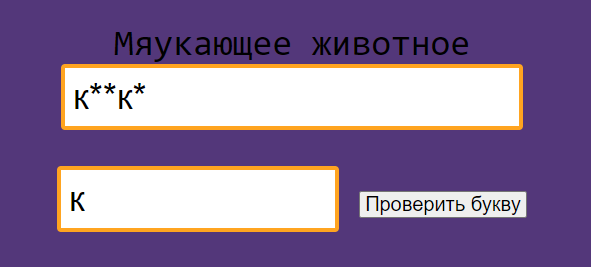 Мяукающее животное
к**к*
к
Проверить букву